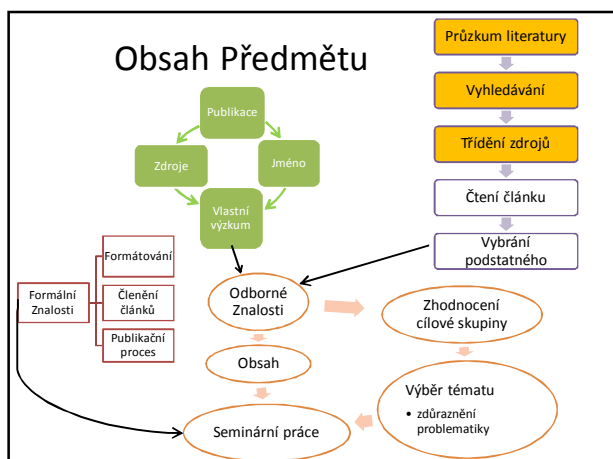 Obsah Předmětu
Publikace
Zdroje
Jméno
Vlastní
výzkum
Průzkum literatury
Vyhledávání
Třídění zdrojů
Čtení článku
Vybrání
podstatného
Formální
Znalosti
Formátování
Členění
článků
Publikační
proces
Odborné
Znalosti
Obsah
Seminární práce
Zhodnocení
cílové skupiny
Výběr tématu
• zdůraznění
problematiky